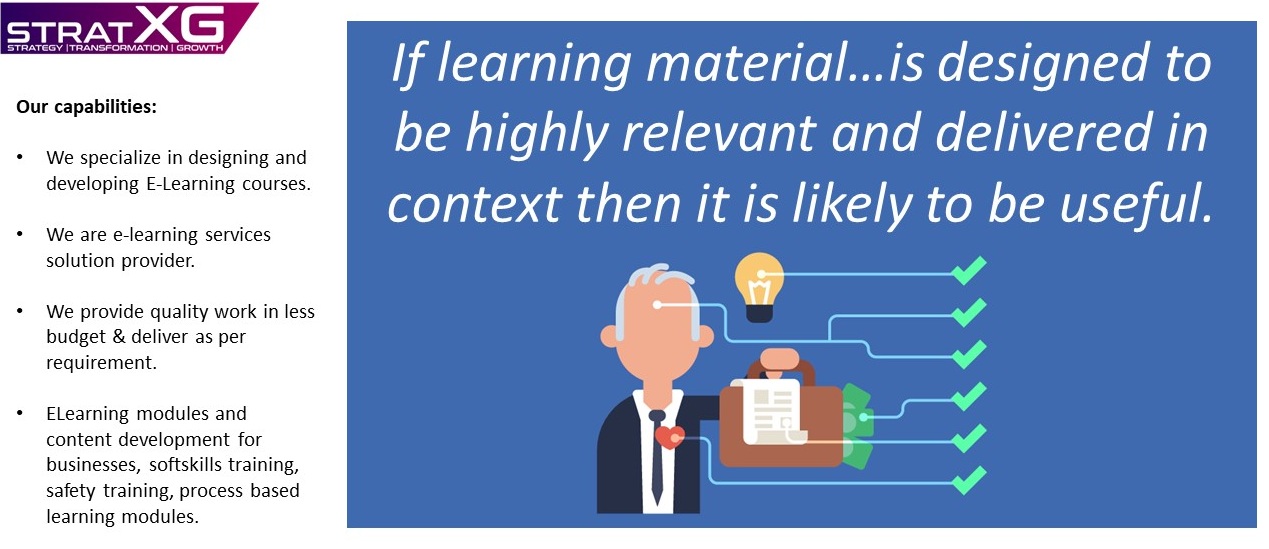 STRATXG
STRATEGY | TRANSFORMATION | GROWTH
Our capabilities:
• We specialize in designing and
developing E-Learning courses.
• We are e-learning services
solution provider.
• We provide quality work in less
budget & deliver as per
requirement.
• ELearning modules and
content development for
businesses, softskills training,
safety training, process based
learning modules.
If learning material...is designed to
be highly relevant and delivered in
context then it is likely to be useful.